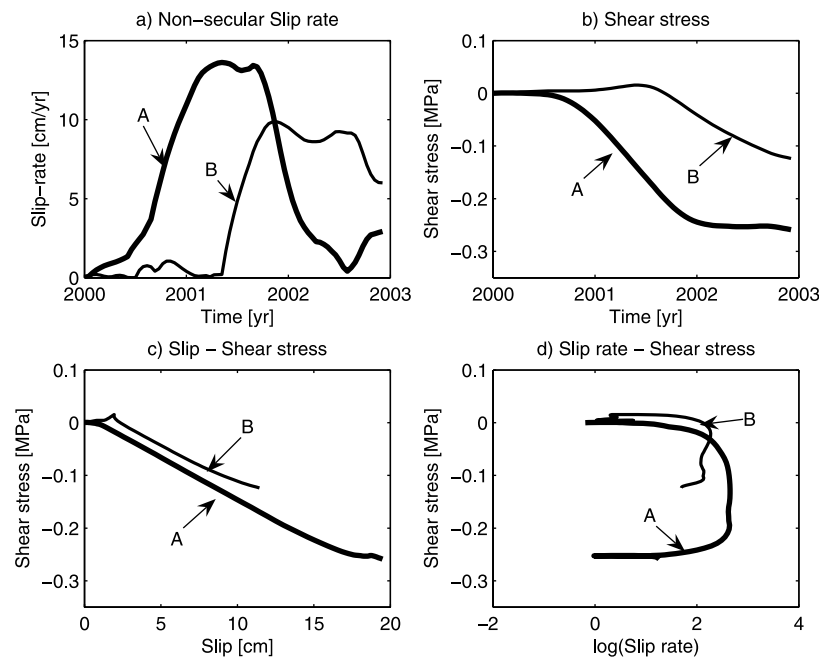 a) Non-secular Slip rate
b) Shear stress
15
10
5
0
Slip-rate [cm/yr]
A
B
2000
2001
2002
2003
Time [yr]
0.1
0
-0.1
-0.2
-0.3
Shear stress [MPa]
A
B
2000
2001
2002
2003
Time [yr]
c) Slip - Shear stress
d) Slip rate - Shear stress
0.1
0
-0.1
-0.2
-0.3
Shear stress [MPa]
B
A
0
5
10
15
20
Slip [cm]
0.1
0
-0.1
-0.2
-0.3
Shear stress [MPa]
B
A
-2
0
2
4
log(Slip rate)